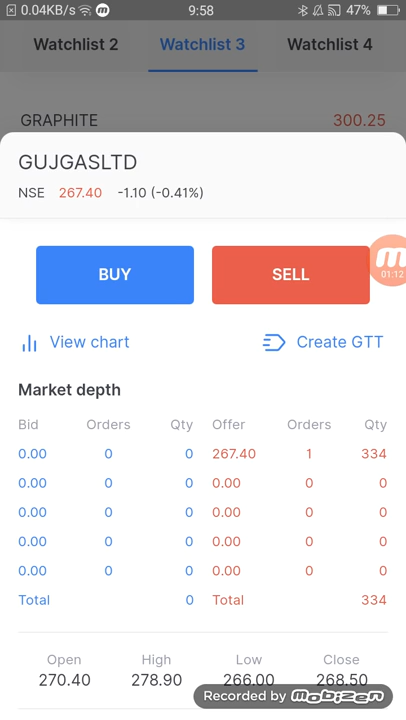 0.04KB/s 9:58 47%
Watchlist 2 Watchlist 3 Watchlist 4
GRAPHITE 300.25
GUJGASLTD
NSE 267.40 -1.10 (-0.41%)
BUY SELL
01:12
View chart Create GTT
Market depth
Bid Orders Qty Offer Orders Qty
0.00 0 0 267.40 1 334
0.00 0 0 0.00 0 0
0.00 0 0 0.00 0 0
0.00 0 0 0.00 0 0
0.00 0 0 0.00 0 0
Total 0 Total 334
Open High Low Close
270.40 278.90 266.00 268.50
Recorded by mobizen